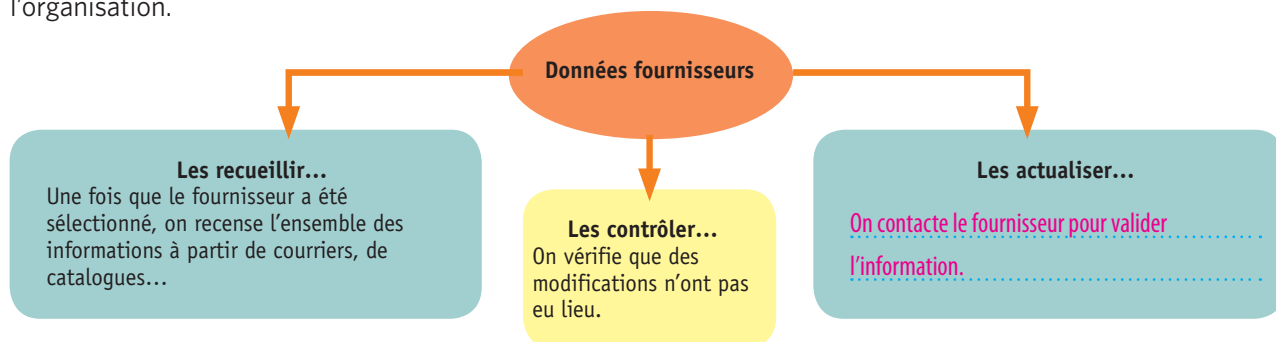 l'organisation.
Données fournisseurs
Les recueillir...
Une fois que le fournisseur a été
sélectionné, on recense l'ensemble des
informations à partir de courriers, de
catalogues...
Les contrôler...
On vérifie que des
modifications n'ont pas
eu lieu.
Les actualiser...
On contacte le fournisseur pour valider
l'information.